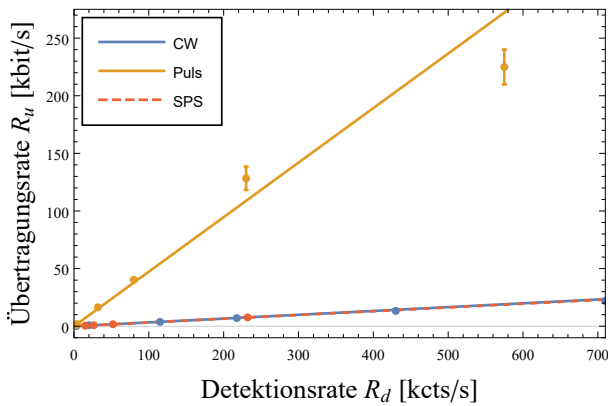 250
200
150
100
50
0
Übertragungsrate R_u [kbit/s]
CW
Puls
SPS
0 100 200 300 400 500 600 700
Detektionsrate R_d [kcts/s]